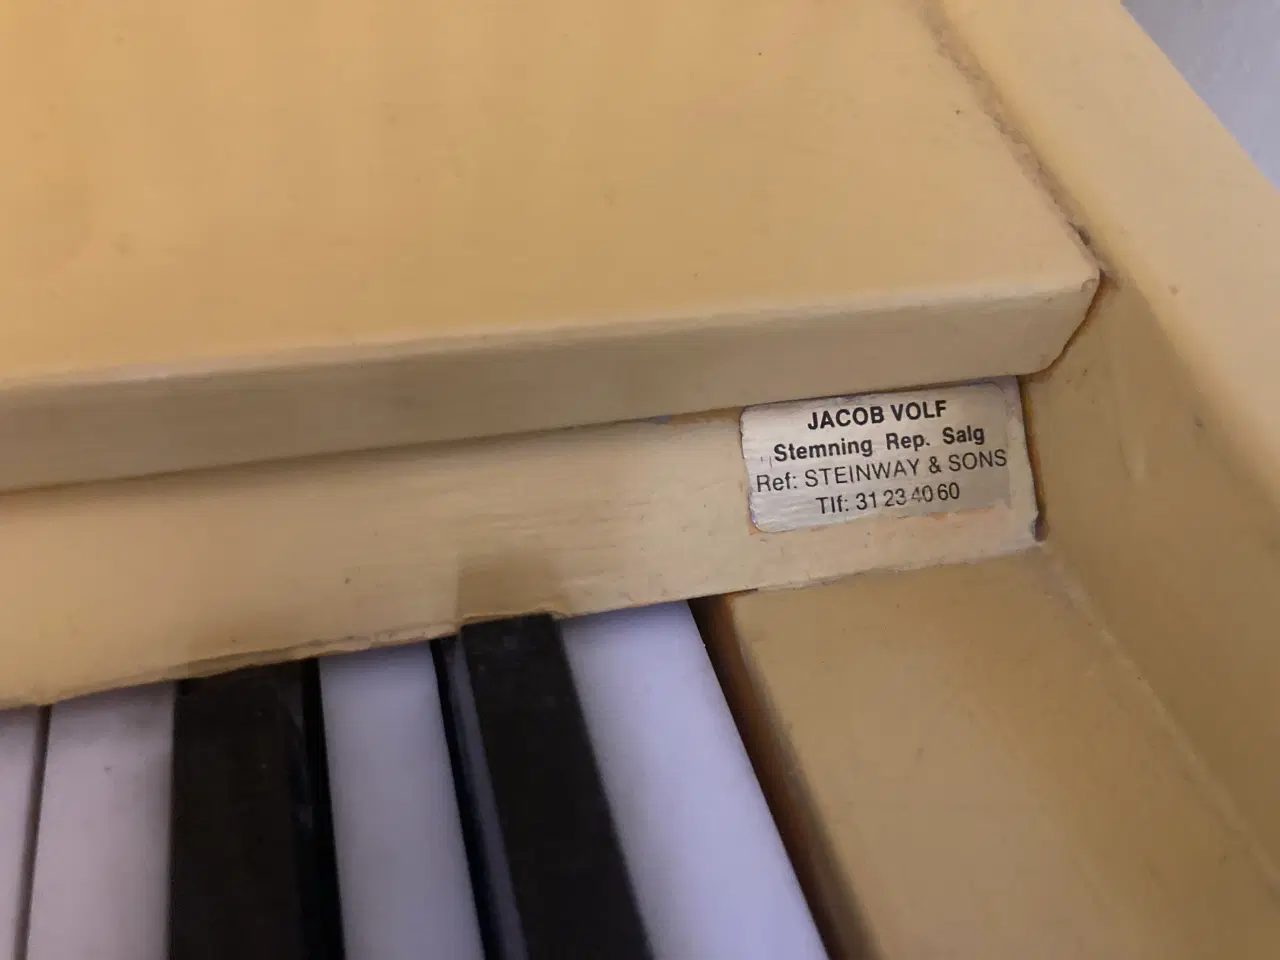 JACOB VOLF
Stemning Rep. Salg
Ref: STEINWAY & SONS
Tlf: 31 23 40 60